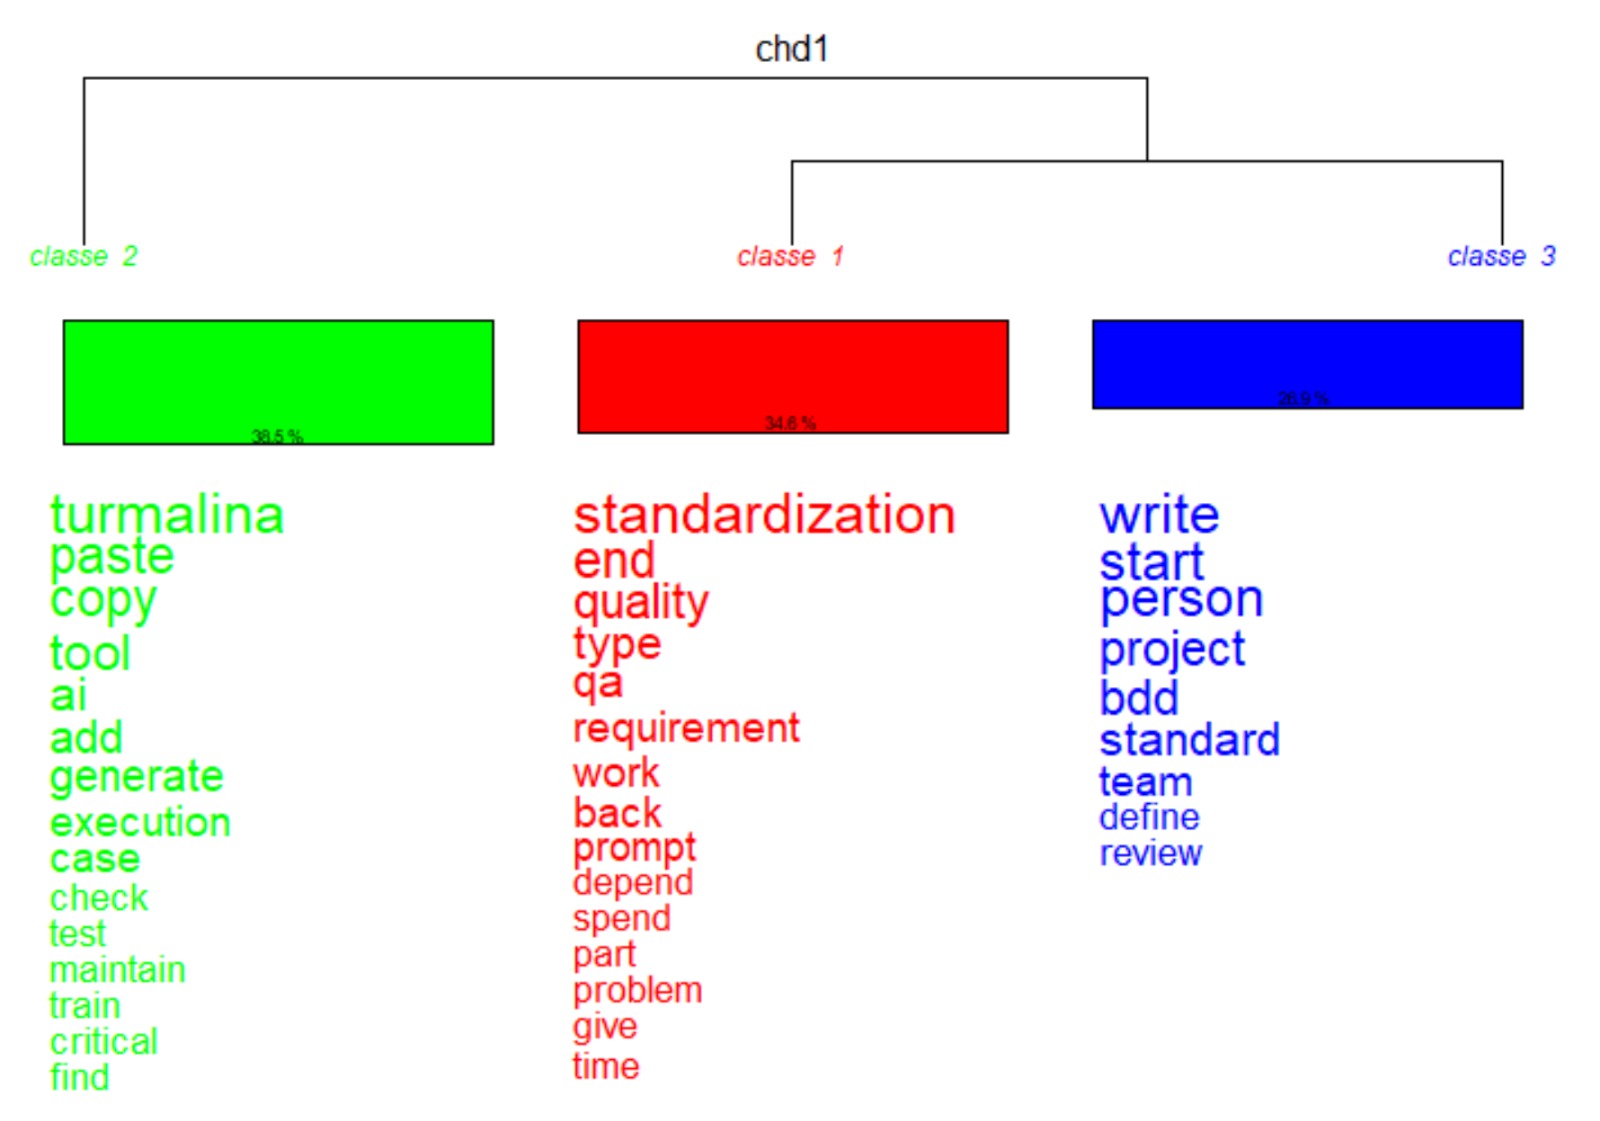 chd1
classe 2
classe 1
classe 3
38.5 %
34.6 %
26.9 %
turmalina
paste
copy
tool
ai
add
generate
execution
case
check
test
maintain
train
critical
find
standardization
end
quality
type
qa
requirement
work
back
prompt
depend
spend
part
problem
give
time
write
start
person
project
bdd
standard
team
define
review